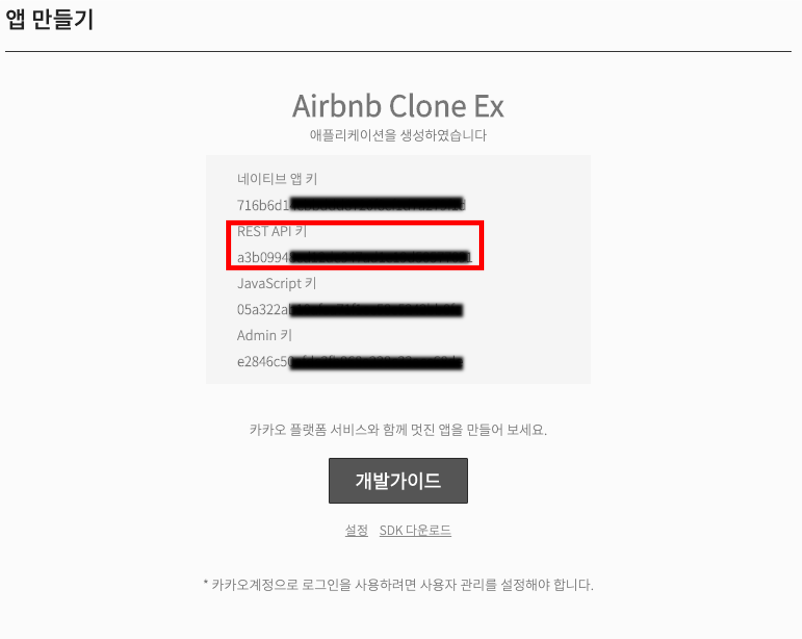 앱 만들기
Airbnb Clone Ex
애플리케이션을 생성하였습니다
네이티브 앱 키
716b6d1
REST API 키
a3b0994
JavaScript 키
05a322a
Admin 키
e2846c5
카카오 플랫폼 서비스와 함께 멋진 앱을 만들어 보세요.
개발가이드
설정 SDK 다운로드
* 카카오계정으로 로그인을 사용하려면 사용자 관리를 설정해야 합니다.